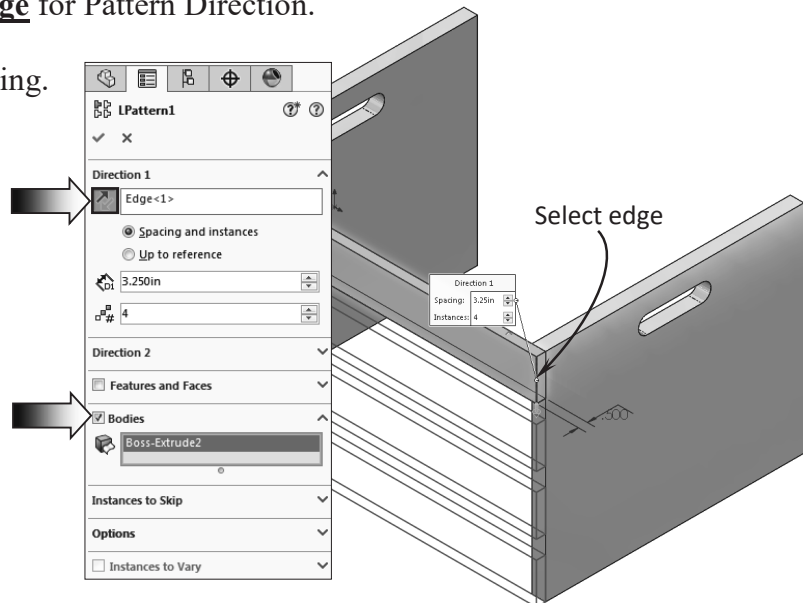 ge for Pattern Direction.
ing.
LPattern1
Direction 1
Edge<1>
Spacing and instances
Up to reference
D1 3.250in
# 4
Direction 2
Features and Faces
Bodies
Boss-Extrude2
Instances to Skip
Options
Instances to Vary
Select edge
Direction 1
Spacing: 3.25in
Instances: 4
.500